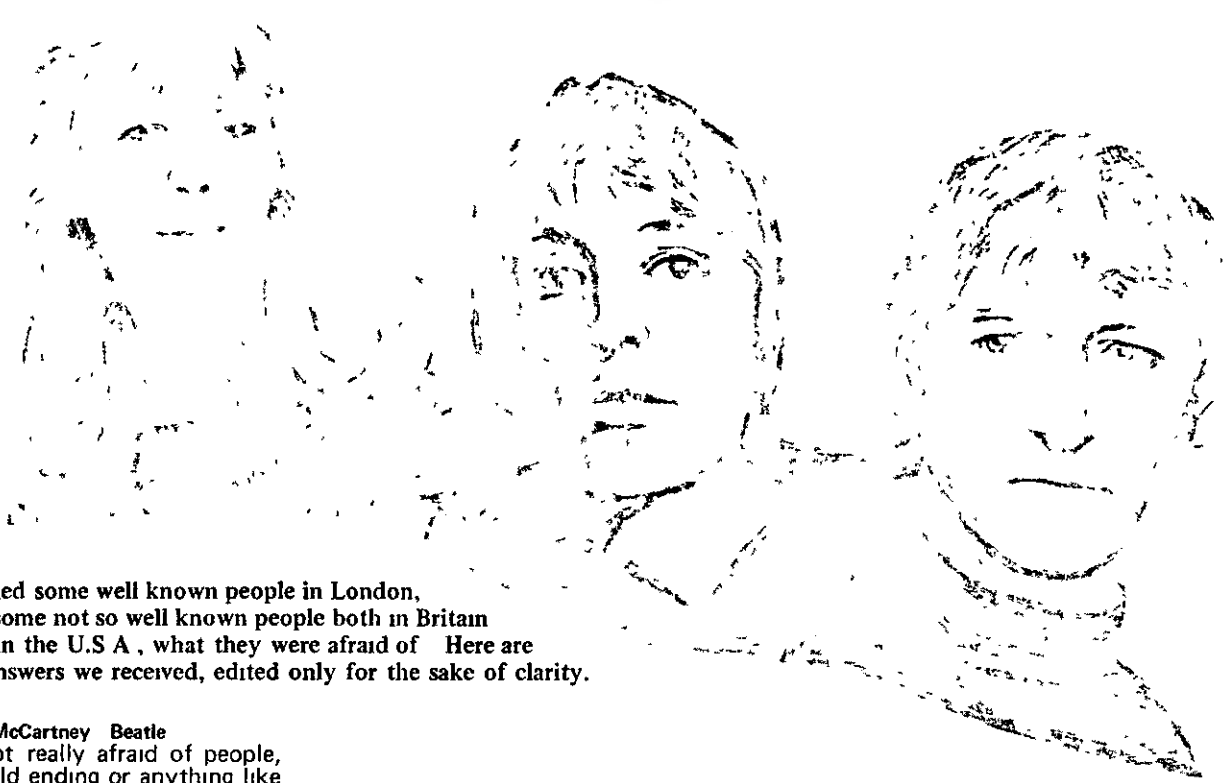 ed some well known people in London,
some not so well known people both in Britain
n the U.S A , what they were afraid of Here are
nswers we received, edited only for the sake of clarity.
McCartney Beatle
ot really afraid of people,
ld ending or anything like